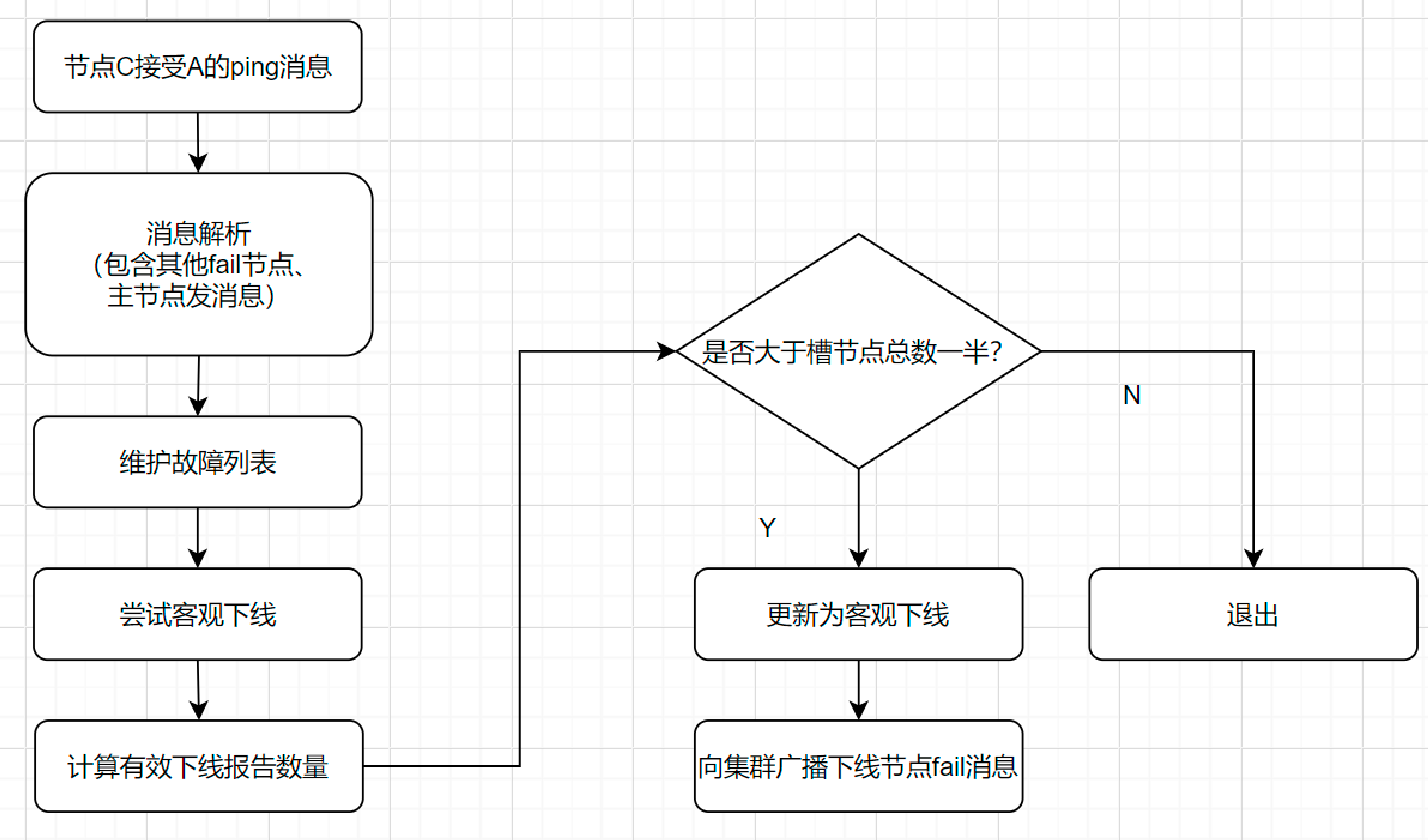 节点C接受A的ping消息
消息解析
（包含其他fail节点、
主节点发消息）
维护故障列表
尝试客观下线
计算有效下线报告数量
是否大于槽节点总数一半？
N
Y
更新为客观下线
退出
向集群广播下线节点fail消息